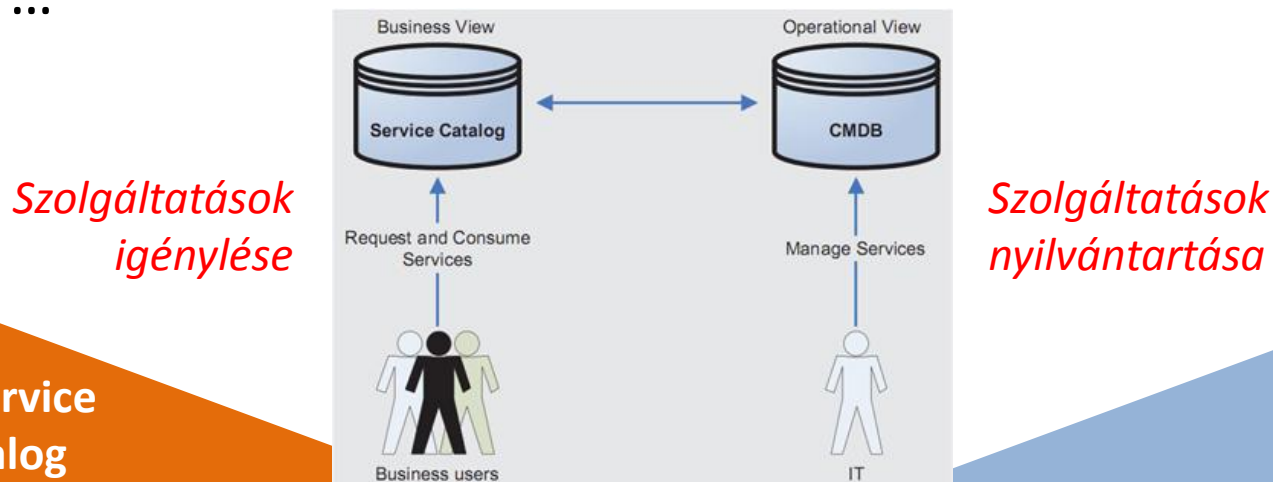 ...
Business View
Operational View
Service Catalog
CMDB
Szolgáltatások
igénylése
Request and Consume
Services
Manage Services
Szolgáltatások
nyilvántartása
rvice
alog
Business users
IT